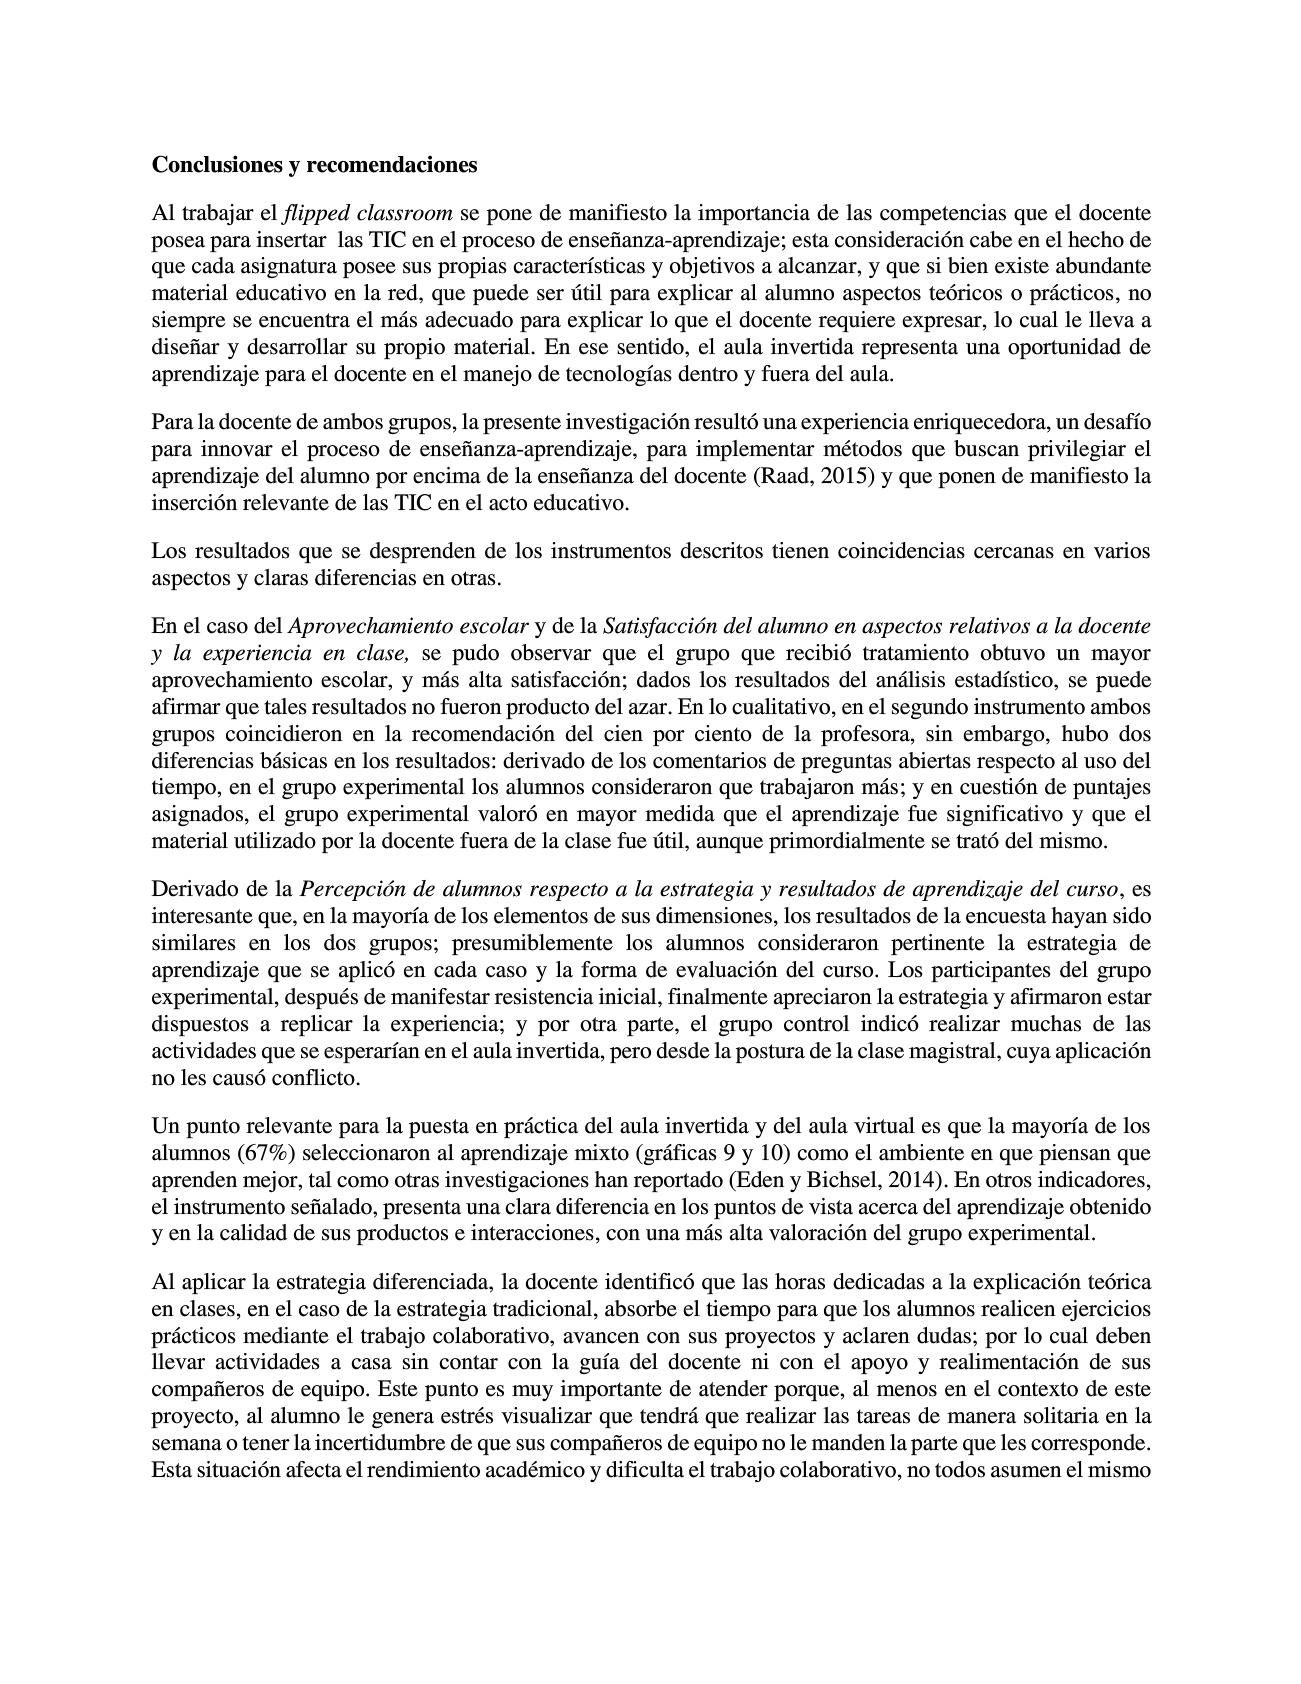 Conclusiones y recomendaciones
Al trabajar el flipped classroom se pone de manifiesto la importancia de las competencias que el docente
posea para insertar  las TIC en el proceso de enseñanza-aprendizaje; esta consideración cabe en el hecho de
que cada asignatura posee sus propias características y objetivos a alcanzar, y que si bien existe abundante
material educativo en la red, que puede ser útil para explicar al alumno aspectos teóricos o prácticos, no
siempre se encuentra el más adecuado para explicar lo que el docente requiere expresar, lo cual le lleva a
diseñar y desarrollar su propio material. En ese sentido, el aula invertida representa una oportunidad de
aprendizaje para el docente en el manejo de tecnologías dentro y fuera del aula.
Para la docente de ambos grupos, la presente investigación resultó una experiencia enriquecedora, un desafío
para innovar el proceso de enseñanza-aprendizaje, para implementar métodos que buscan privilegiar el
aprendizaje del alumno por encima de la enseñanza del docente (Raad, 2015) y que ponen de manifiesto la
inserción relevante de las TIC en el acto educativo.
Los resultados que se desprenden de los instrumentos descritos tienen coincidencias cercanas en varios
aspectos y claras diferencias en otras.
En el caso del Aprovechamiento escolar y de la Satisfacción del alumno en aspectos relativos a la docente
y la experiencia en clase, se pudo observar que el grupo que recibió tratamiento obtuvo un mayor
aprovechamiento escolar, y más alta satisfacción; dados los resultados del análisis estadístico, se puede
afirmar que tales resultados no fueron producto del azar. En lo cualitativo, en el segundo instrumento ambos
grupos coincidieron en la recomendación del cien por ciento de la profesora, sin embargo, hubo dos
diferencias básicas en los resultados: derivado de los comentarios de preguntas abiertas respecto al uso del
tiempo, en el grupo experimental los alumnos consideraron que trabajaron más; y en cuestión de puntajes
asignados, el grupo experimental valoró en mayor medida que el aprendizaje fue significativo y que el
material utilizado por la docente fuera de la clase fue útil, aunque primordialmente se trató del mismo.
Derivado de la Percepción de alumnos respecto a la estrategia y resultados de aprendizaje del curso, es
interesante que, en la mayoría de los elementos de sus dimensiones, los resultados de la encuesta hayan sido
similares en los dos grupos; presumiblemente los alumnos consideraron pertinente la estrategia de
aprendizaje que se aplicó en cada caso y la forma de evaluación del curso. Los participantes del grupo
experimental, después de manifestar resistencia inicial, finalmente apreciaron la estrategia y afirmaron estar
dispuestos a replicar la experiencia; y por otra parte, el grupo control indicó realizar muchas de las
actividades que se esperarían en el aula invertida, pero desde la postura de la clase magistral, cuya aplicación
no les causó conflicto.
Un punto relevante para la puesta en práctica del aula invertida y del aula virtual es que la mayoría de los
alumnos (67%) seleccionaron al aprendizaje mixto (gráficas 9 y 10) como el ambiente en que piensan que
aprenden mejor, tal como otras investigaciones han reportado (Eden y Bichsel, 2014). En otros indicadores,
el instrumento señalado, presenta una clara diferencia en los puntos de vista acerca del aprendizaje obtenido
y en la calidad de sus productos e interacciones, con una más alta valoración del grupo experimental.
Al aplicar la estrategia diferenciada, la docente identificó que las horas dedicadas a la explicación teórica
en clases, en el caso de la estrategia tradicional, absorbe el tiempo para que los alumnos realicen ejercicios
prácticos mediante el trabajo colaborativo, avancen con sus proyectos y aclaren dudas; por lo cual deben
llevar actividades a casa sin contar con la guía del docente ni con el apoyo y realimentación de sus
compañeros de equipo. Este punto es muy importante de atender porque, al menos en el contexto de este
proyecto, al alumno le genera estrés visualizar que tendrá que realizar las tareas de manera solitaria en la
semana o tener la incertidumbre de que sus compañeros de equipo no le manden la parte que les corresponde.
Esta situación afecta el rendimiento académico y dificulta el trabajo colaborativo, no todos asumen el mismo